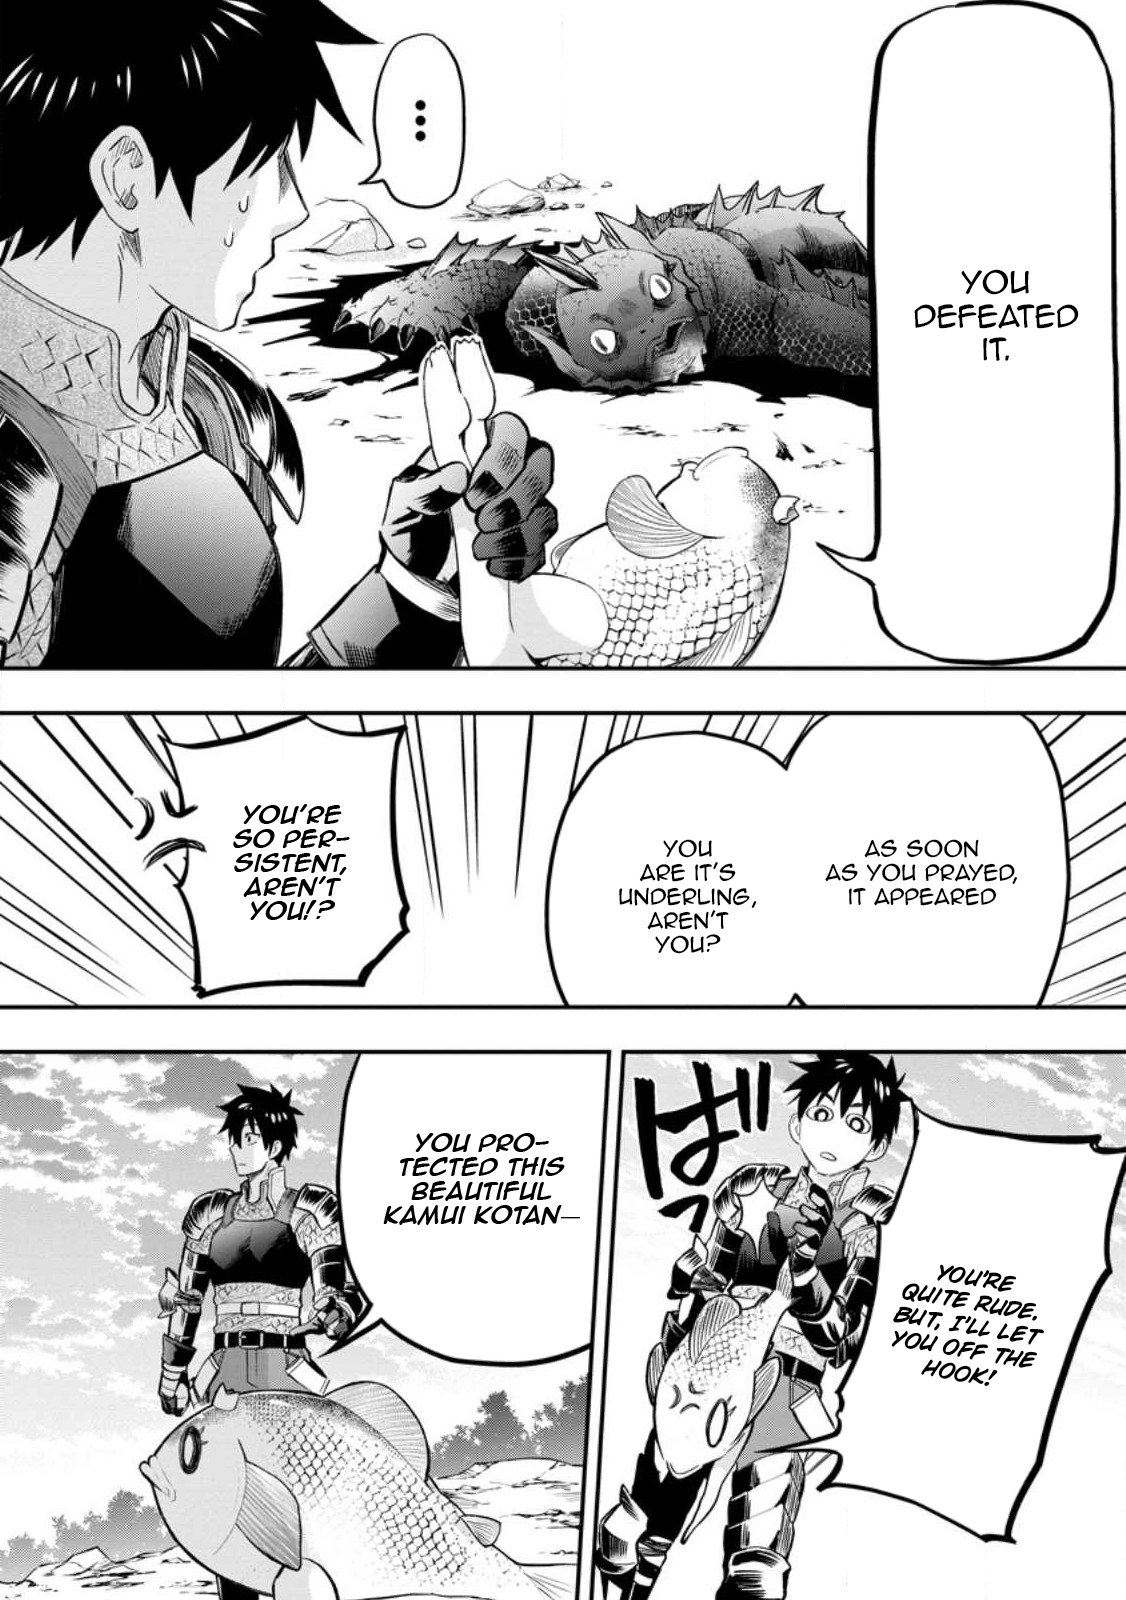 YOU
DEFEATED
IT.
AS SOON
AS YOU PRAYED,
IT APPEARED
YOU
ARE IT'S
UNDERLING,
AREN'T
YOU?
YOU'RE
SO PER-
SISTENT,
AREN'T
YOU!?
ばっ
YOU'RE
QUITE RUDE.
BUT, I'LL LET
YOU OFF THE
HOOK!
YOU PRO-
TECTED THIS
BEAUTIFUL
KAMUI KOTAN—